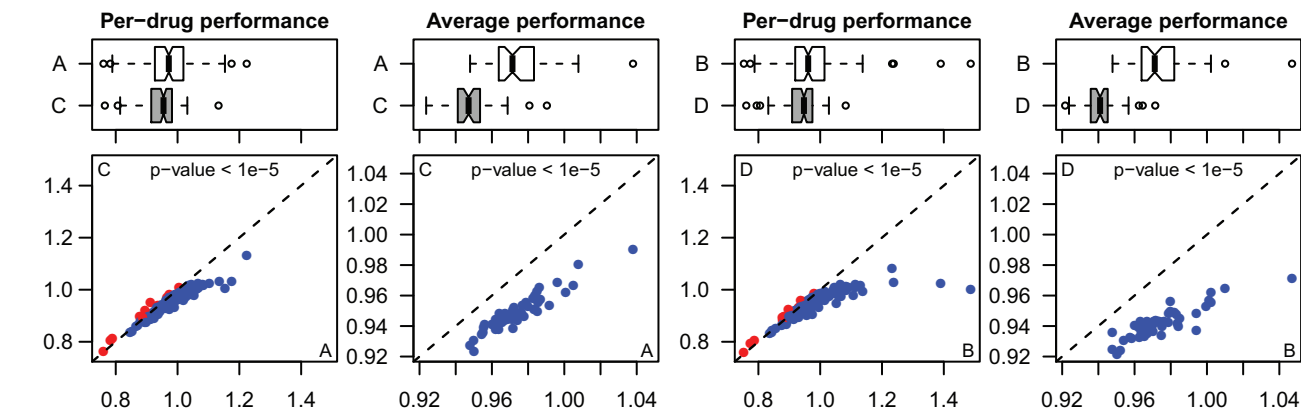 Per−drug performance
Average performance
Per−drug performance
Average performance
A
C
A
C
B
D
B
D
C
p−value < 1e−5
A
0.8
1.0
1.2
1.4
0.8
1.0
1.2
1.4
C
p−value < 1e−5
A
0.92
0.94
0.96
0.98
1.00
1.02
1.04
0.92
0.96
1.00
1.04
D
p−value < 1e−5
B
0.8
1.0
1.2
1.4
0.8
1.0
1.2
1.4
D
p−value < 1e−5
B
0.92
0.94
0.96
0.98
1.00
1.02
1.04
0.92
0.96
1.00
1.04